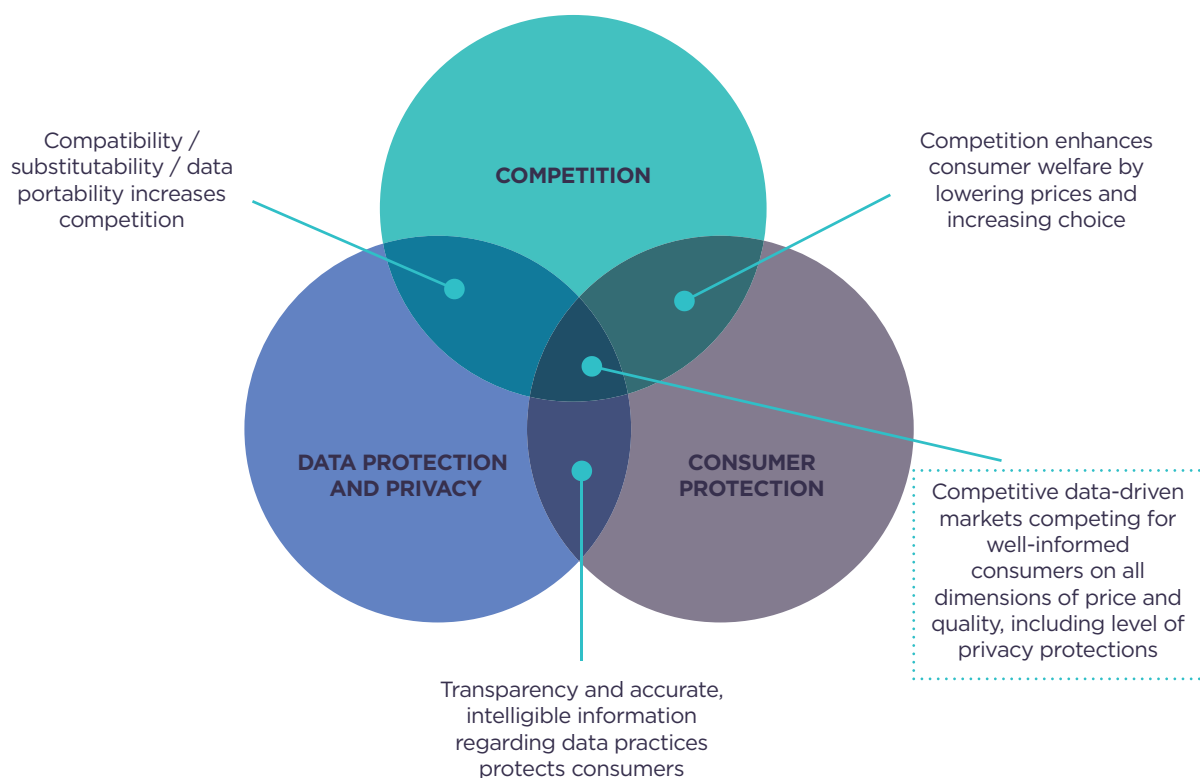 Compatibility /
substitutability / data
portability increases
competition
COMPETITION
Competition enhances
consumer welfare by
lowering prices and
increasing choice
DATA PROTECTION
AND PRIVACY
CONSUMER
PROTECTION
Competitive data-driven
markets competing for
well-informed
consumers on all
dimensions of price and
quality, including level of
privacy protections
Transparency and accurate,
intelligible information
regarding data practices
protects consumers